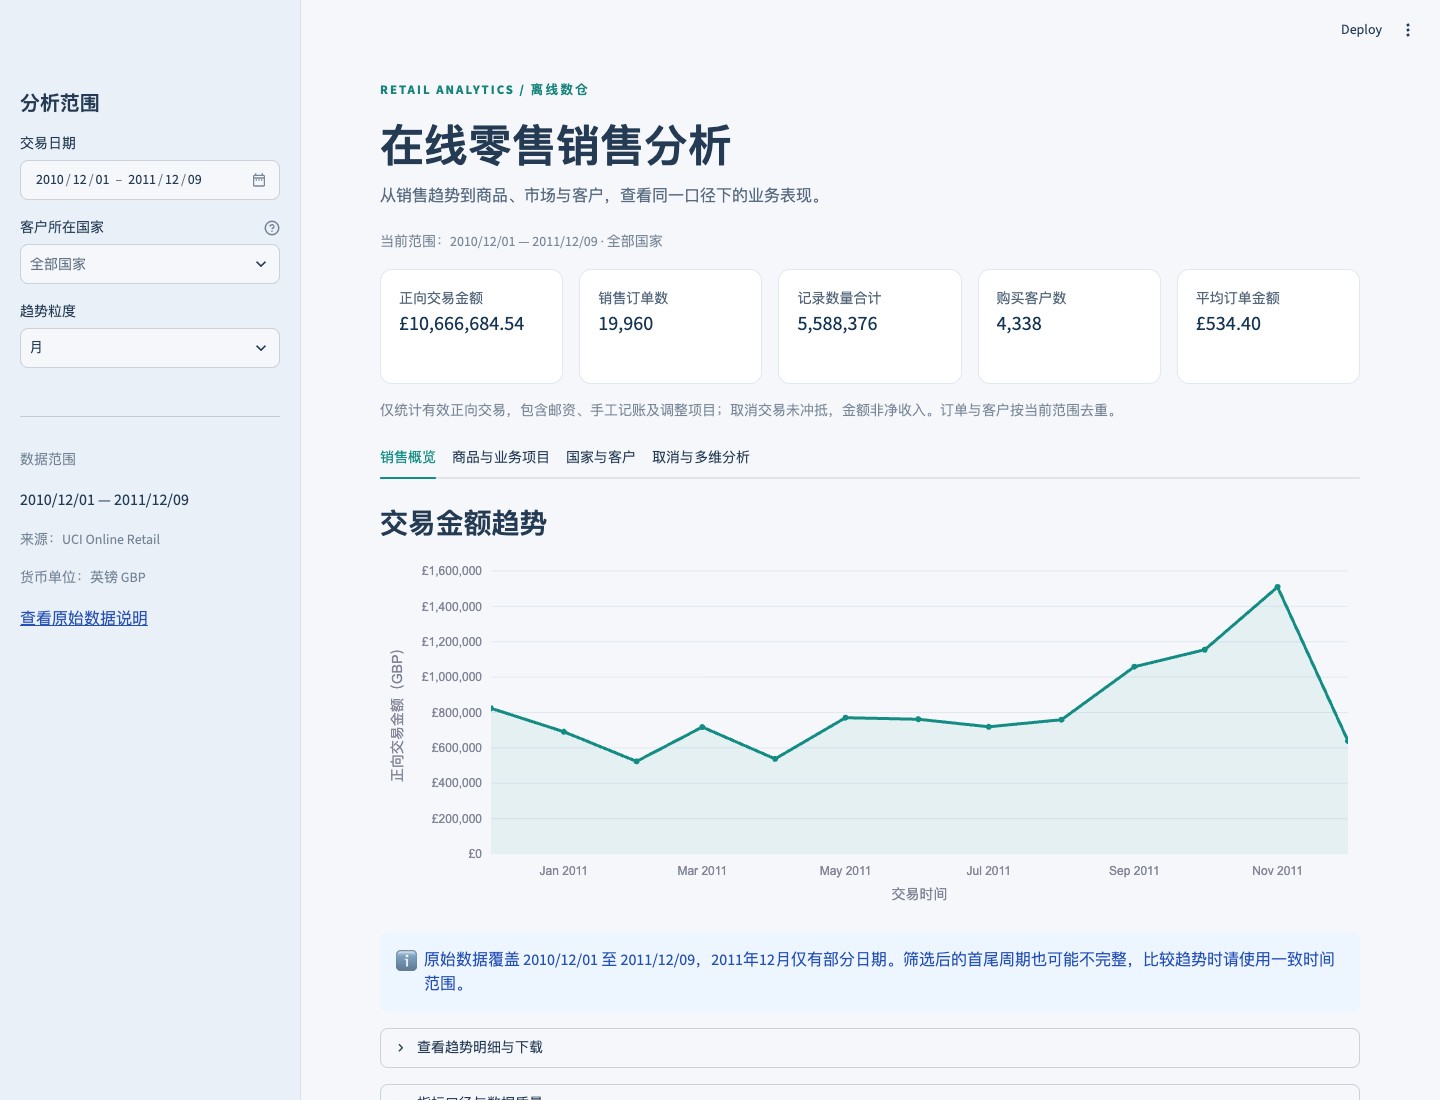 Deploy
分析范围
交易日期
2010/12/01 – 2011/12/09
客户所在国家
全部国家
趋势粒度
月
数据范围
2010/12/01 — 2011/12/09
来源：UCI Online Retail
货币单位：英镑 GBP
查看原始数据说明
RETAIL ANALYTICS / 离线数仓
在线零售销售分析
从销售趋势到商品、市场与客户，查看同一口径下的业务表现。
当前范围：2010/12/01 — 2011/12/09 · 全部国家
正向交易金额
£10,666,684.54
销售订单数
19,960
记录数量合计
5,588,376
购买客户数
4,338
平均订单金额
£534.40
仅统计有效正向交易，包含邮资、手工记账及调整项目；取消交易未冲抵，金额非净收入。订单与客户按当前范围去重。
销售概览 商品与业务项目 国家与客户 取消与多维分析
交易金额趋势
正向交易金额（GBP）
£1,600,000
£1,400,000
£1,200,000
£1,000,000
£800,000
£600,000
£400,000
£200,000
£0
Jan 2011 Mar 2011 May 2011 Jul 2011 Sep 2011 Nov 2011
交易时间
原始数据覆盖 2010/12/01 至 2011/12/09，2011年12月仅有部分日期。筛选后的首尾周期也可能不完整，比较趋势时请使用一致时间
范围。
查看趋势明细与下载